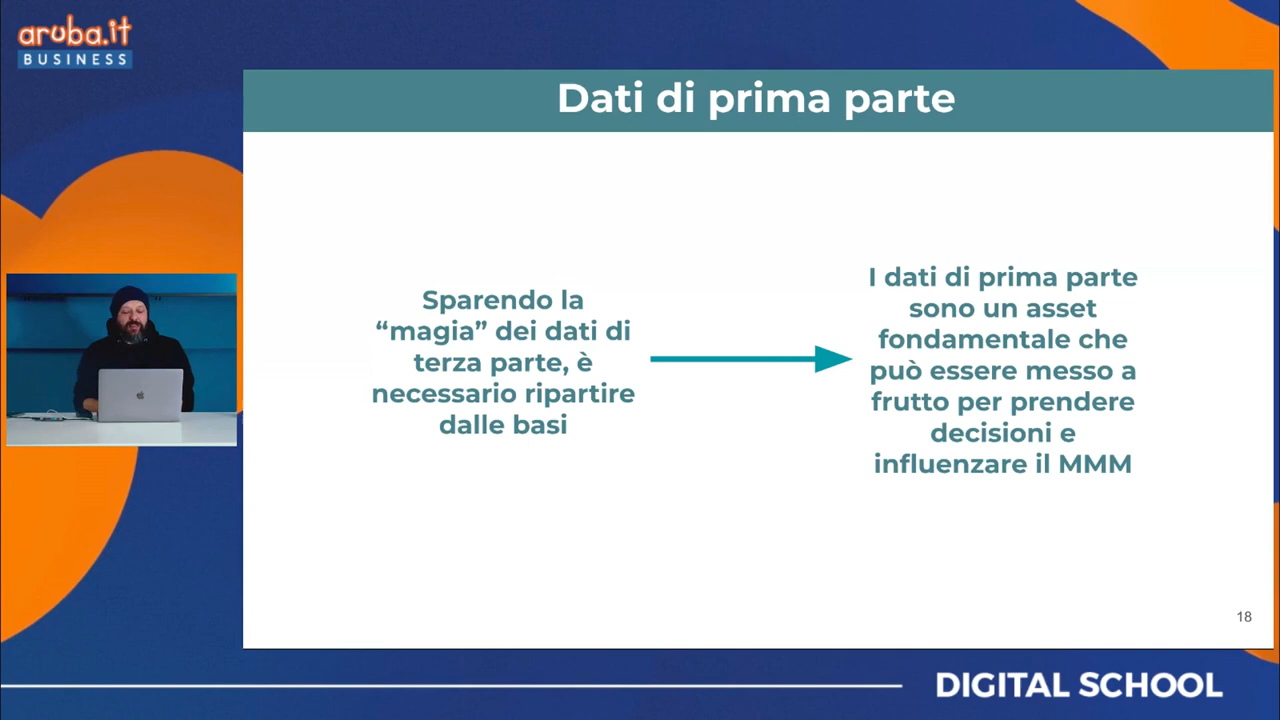 aruba.it
BUSINESS
Dati di prima parte
Sparendo la
“magia” dei dati di
terza parte, è
necessario ripartire
dalle basi
I dati di prima parte
sono un asset
fondamentale che
può essere messo a
frutto per prendere
decisioni e
influenzare il MMM
18
DIGITAL SCHOOL